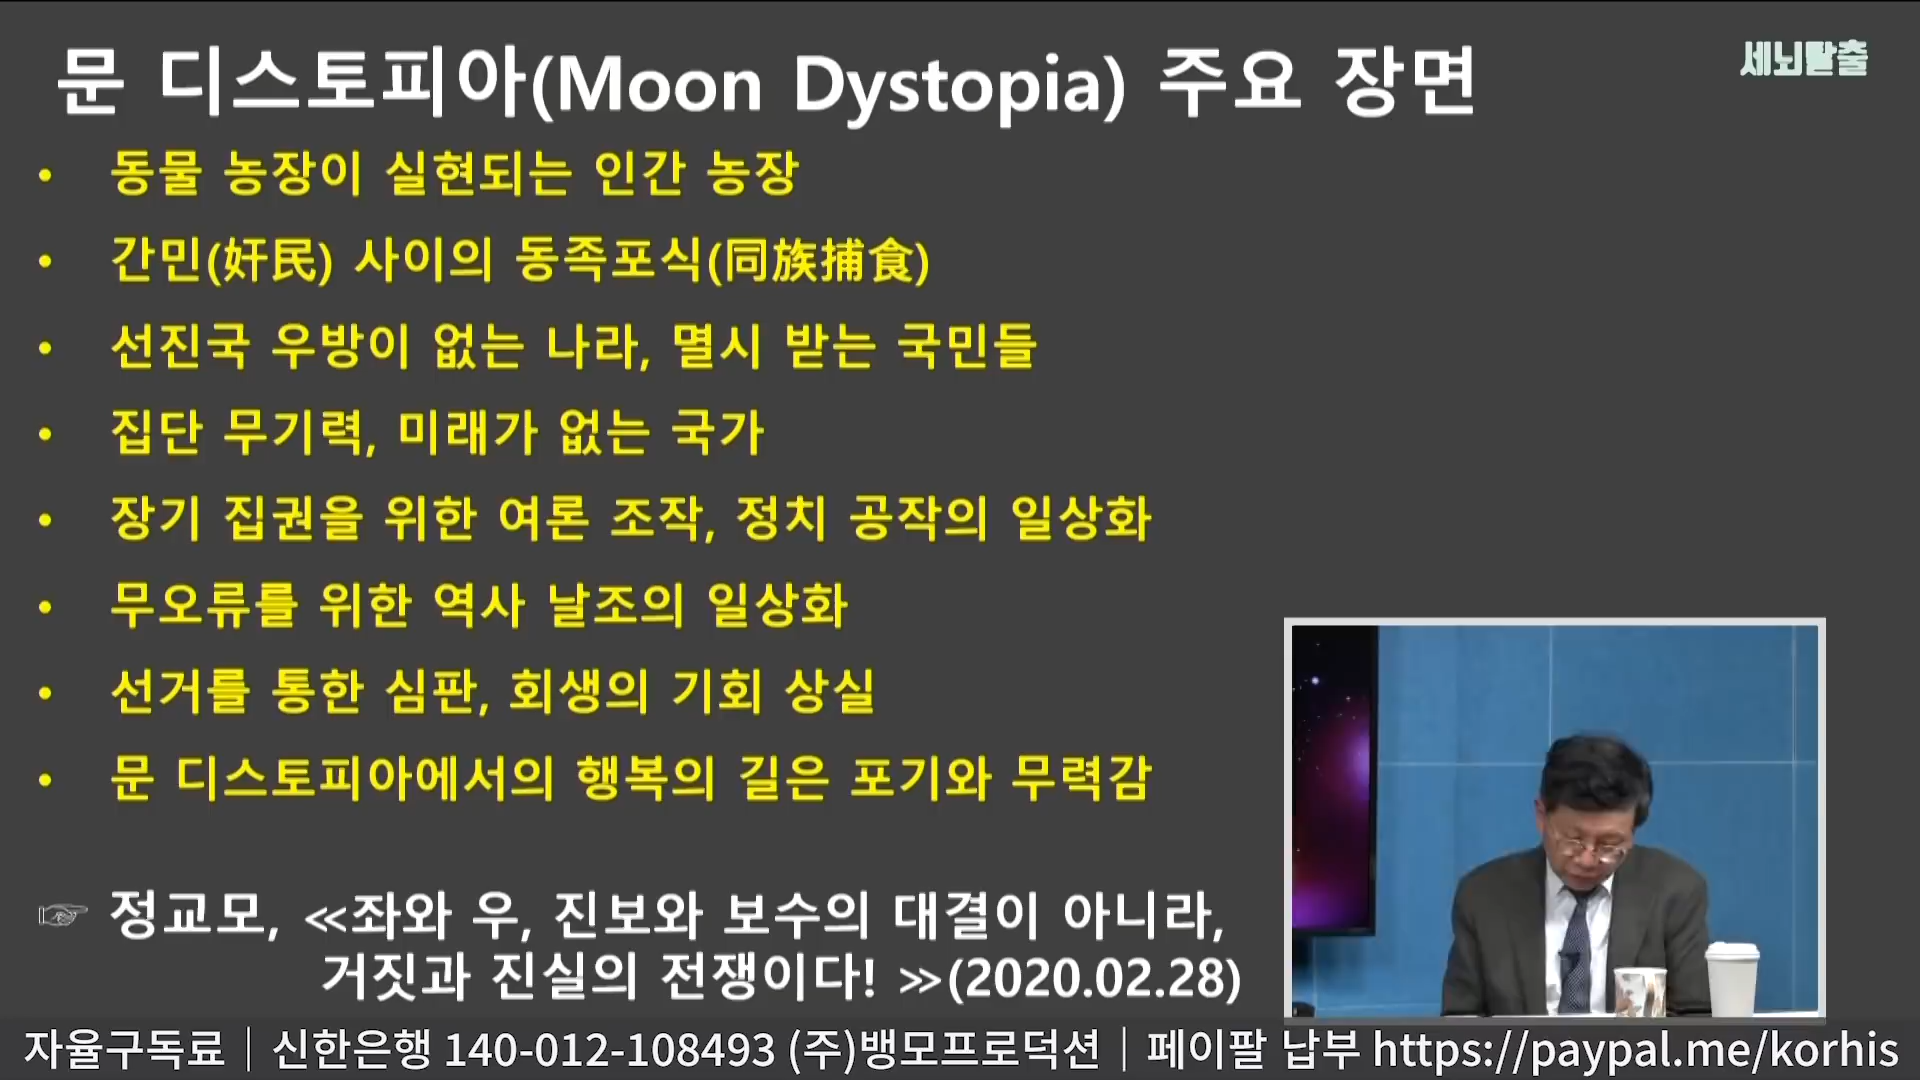 문 디스토피아(Moon Dystopia) 주요 장면
세뇌탈출
• 동물 농장이 실현되는 인간 농장
• 간민(奸民) 사이의 동족포식(同族捕食)
• 선진국 우방이 없는 나라, 멸시 받는 국민들
• 집단 무기력, 미래가 없는 국가
• 장기 집권을 위한 여론 조작, 정치 공작의 일상화
• 무오류를 위한 역사 날조의 일상화
• 선거를 통한 심판, 회생의 기회 상실
• 문 디스토피아에서의 행복의 길은 포기와 무력감
☞ 정교모, ≪좌와 우, 진보와 보수의 대결이 아니라,
거짓과 진실의 전쟁이다! ≫(2020.02.28)
자율구독료│신한은행 140-012-108493 (주)뱅모프로덕션│페이팔 납부 https://paypal.me/korhis